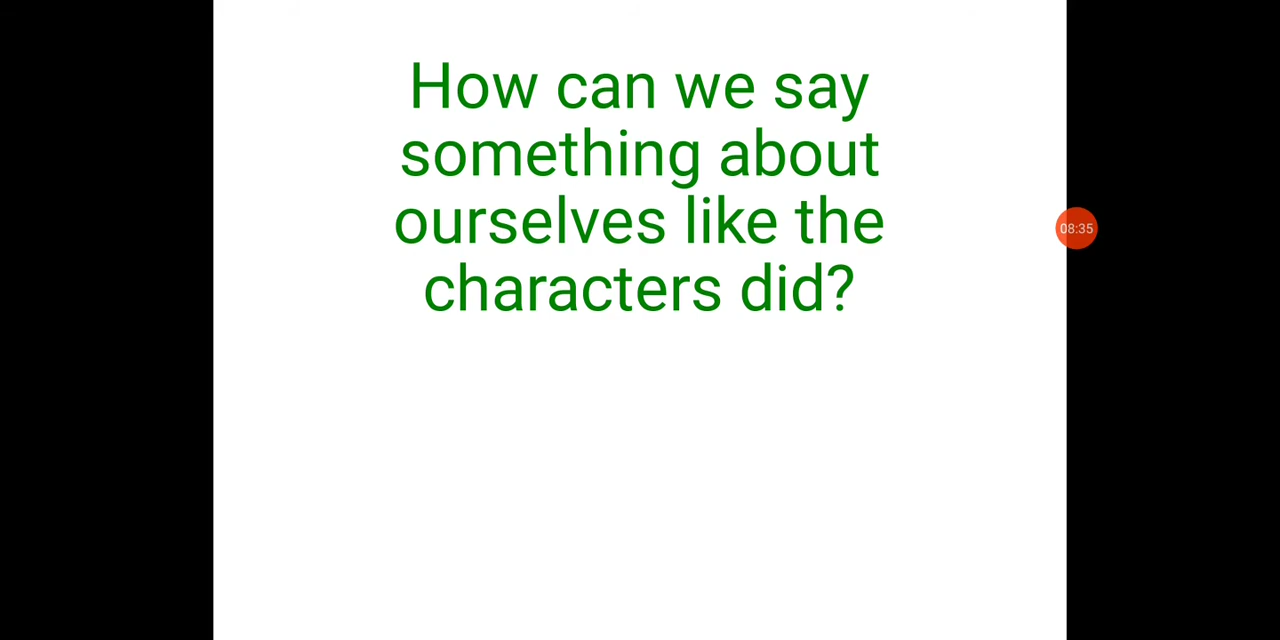 How can we say
something about
ourselves like the
characters did?
08:35